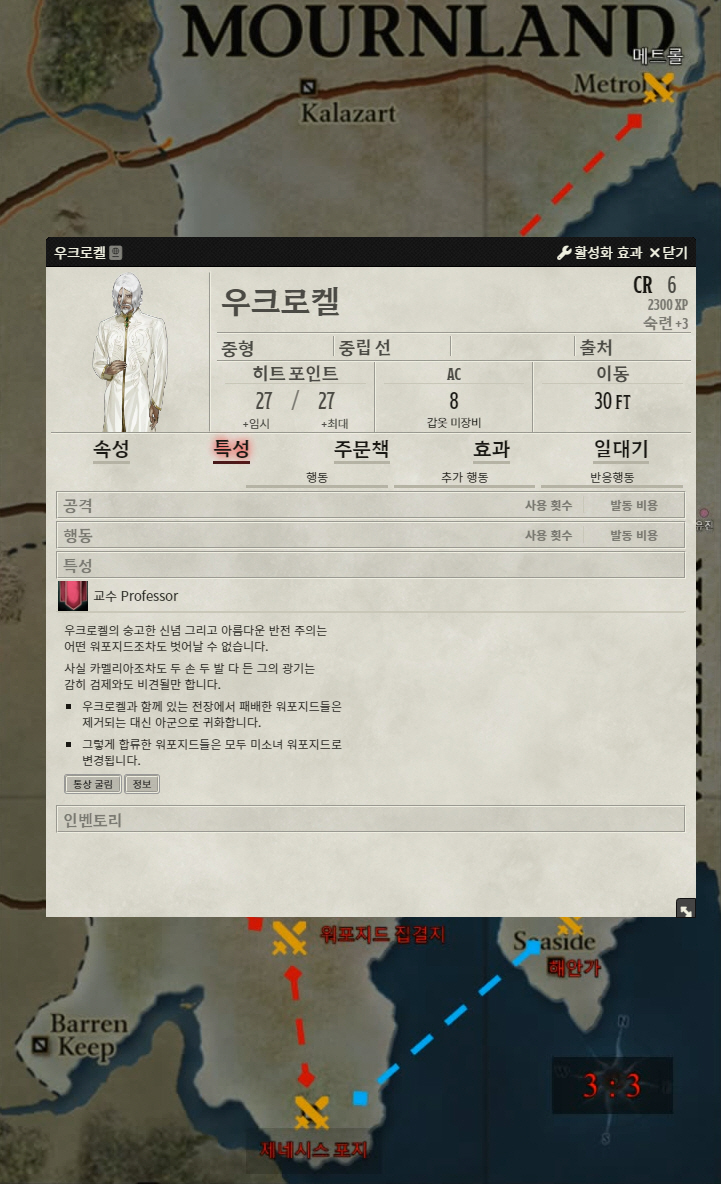 MOURNLAND
메트롤
Metrol
Kalazart
우크로켈
활성화 효과 ✕닫기
우크로켈
CR 6
2300 XP
숙련 +3
중형
중립 선
출처
히트 포인트
AC
이동
27 / 27
8
30 FT
+임시
+최대
갑옷 미장비
속성
특성
주문책
효과
일대기
행동
추가 행동
반응행동
공격
사용 횟수
발동 비용
행동
사용 횟수
발동 비용
특성
교수 Professor
우크로켈의 숭고한 신념 그리고 아름다운 반전 주의는
어떤 워포지드조차도 벗어날 수 없습니다.
사실 카멜리아조차도 두 손 두 발 다 든 그의 광기는
감히 검제와도 비견될만 합니다.
우크로켈과 함께 있는 전장에서 패배한 워포지드들은
제거되는 대신 아군으로 귀화합니다.
그렇게 합류한 워포지드들은 모두 미소녀 워포지드로
변경됩니다.
통상 굴림
정보
인벤토리
워포지드 집결지
Seaside
해안가
Barren
Keep
N
W
S
3 : 3
제네시스 포지